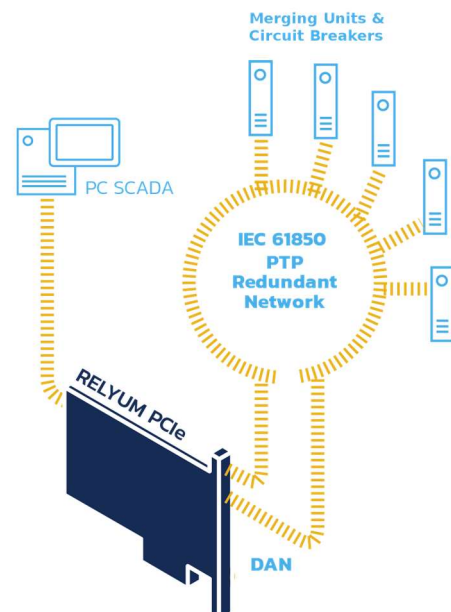 Merging Units &
Circuit Breakers
PC SCADA
IEC 61850
PTP
Redundant
Network
RELYUM PCIe
DAN